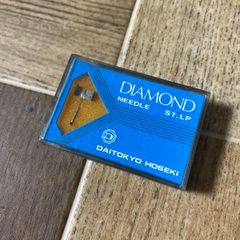 DIAMOND
NEEDLE ST. LP
DAITOKYO HOSEKI